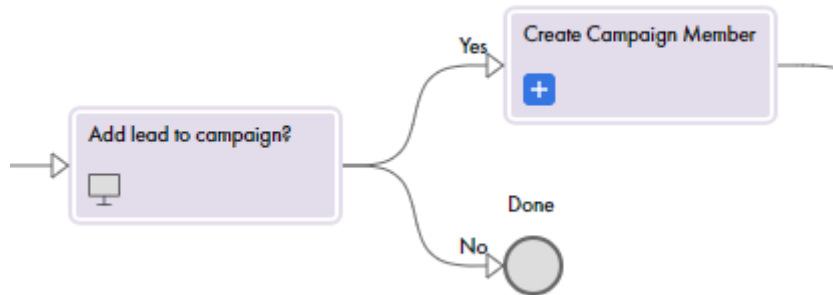 Add lead to campaign?
Yes
Create Campaign Member
No
Done